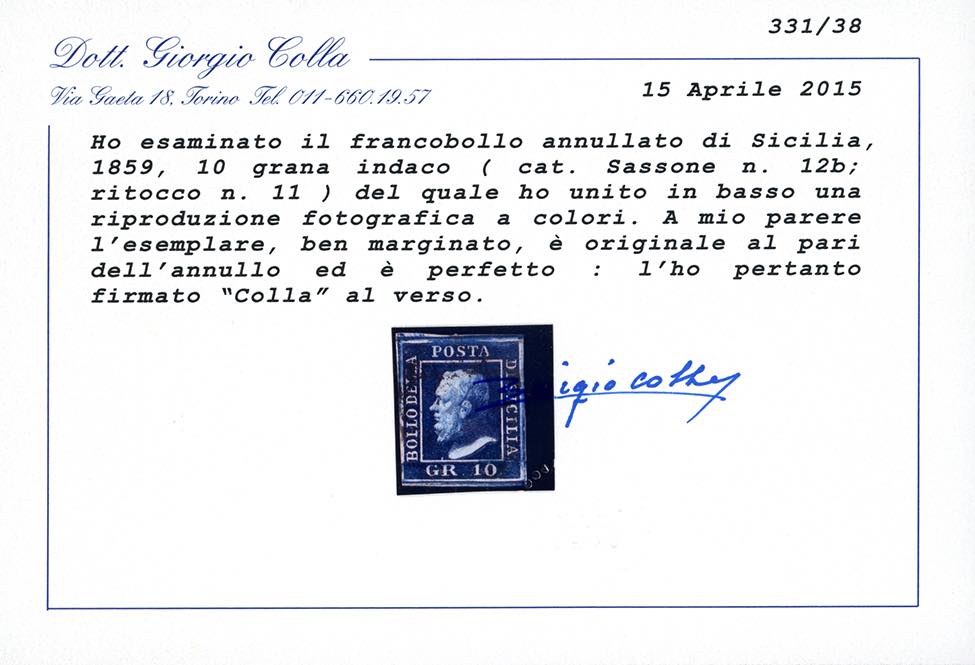 331/38
Dott. Giorgio Colla
Via Gaeta 18, Torino Tel. 011-660.19.57
15 Aprile 2015
Ho esaminato il francobollo annullato di Sicilia,
1859, 10 grana indaco ( cat. Sassone n. 12b;
ritocco n. 11 ) del quale ho unito in basso una
riproduzione fotografica a colori. A mio parere
l'esemplare, ben marginato, è originale al pari
dell'annullo ed è perfetto : l'ho pertanto
firmato "Colla" al verso.
POSTA
BOLLO DELLA
DI SICILIA
GR 10
Giorgio Colla